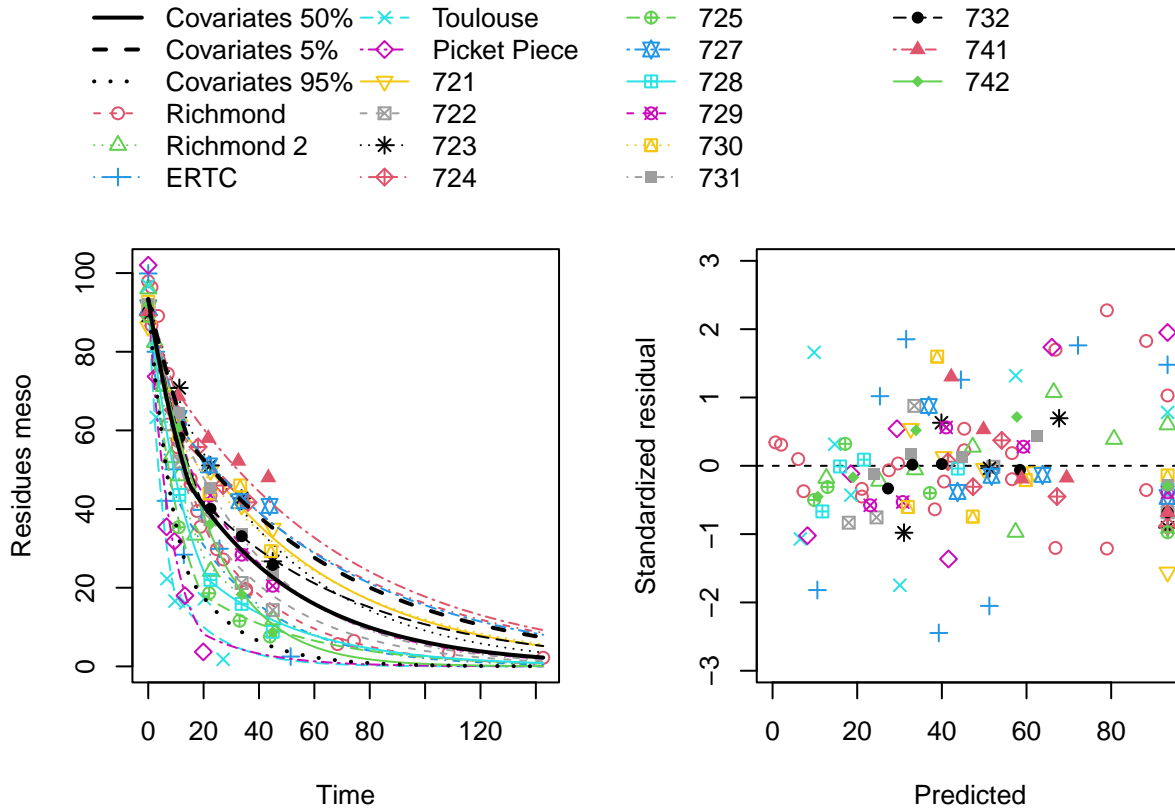 Covariates 50%
Covariates 5%
Covariates 95%
Richmond
Richmond 2
ERTC
Toulouse
Picket Piece
721
722
723
724
725
727
728
729
730
731
732
741
742
Residues meso
100
80
60
40
20
0
0 20 40 60 80 120
Time
Standardized residual
3
2
1
0
−1
−2
−3
0 20 40 60 80
Predicted